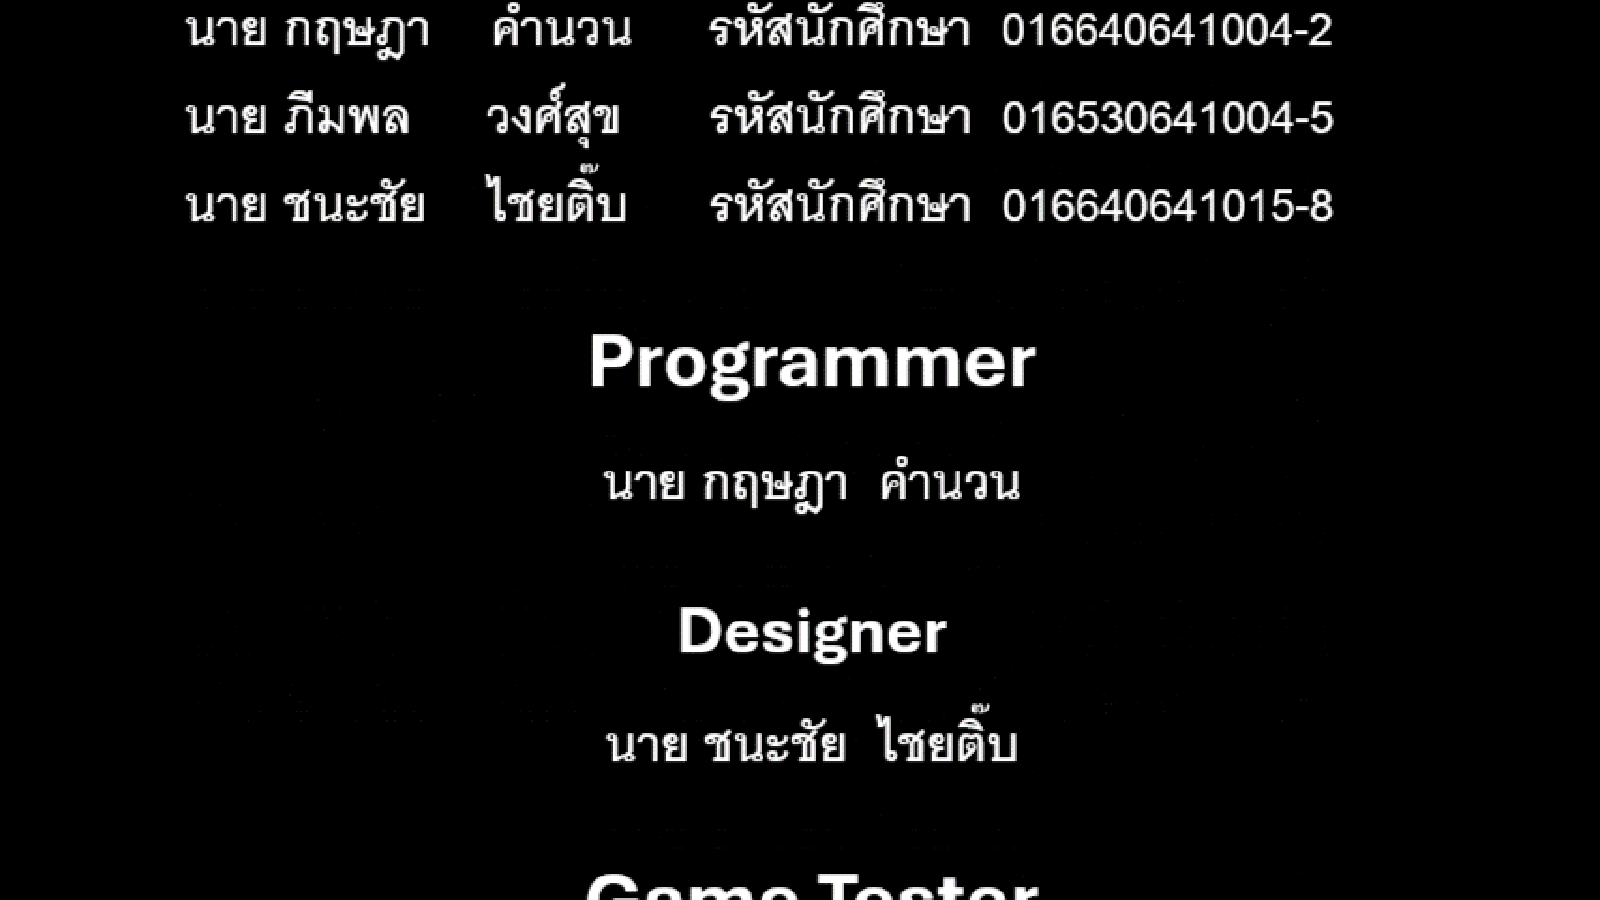 นาย กฤษฎา คำนวน รหัสนักศึกษา 016640641004-2
นาย ภีมพล วงศ์สุข รหัสนักศึกษา 016530641004-5
นาย ชนะชัย ไชยติ๊บ รหัสนักศึกษา 016640641015-8
Programmer
นาย กฤษฎา คำนวน
Designer
นาย ชนะชัย ไชยติ๊บ
Game Tester